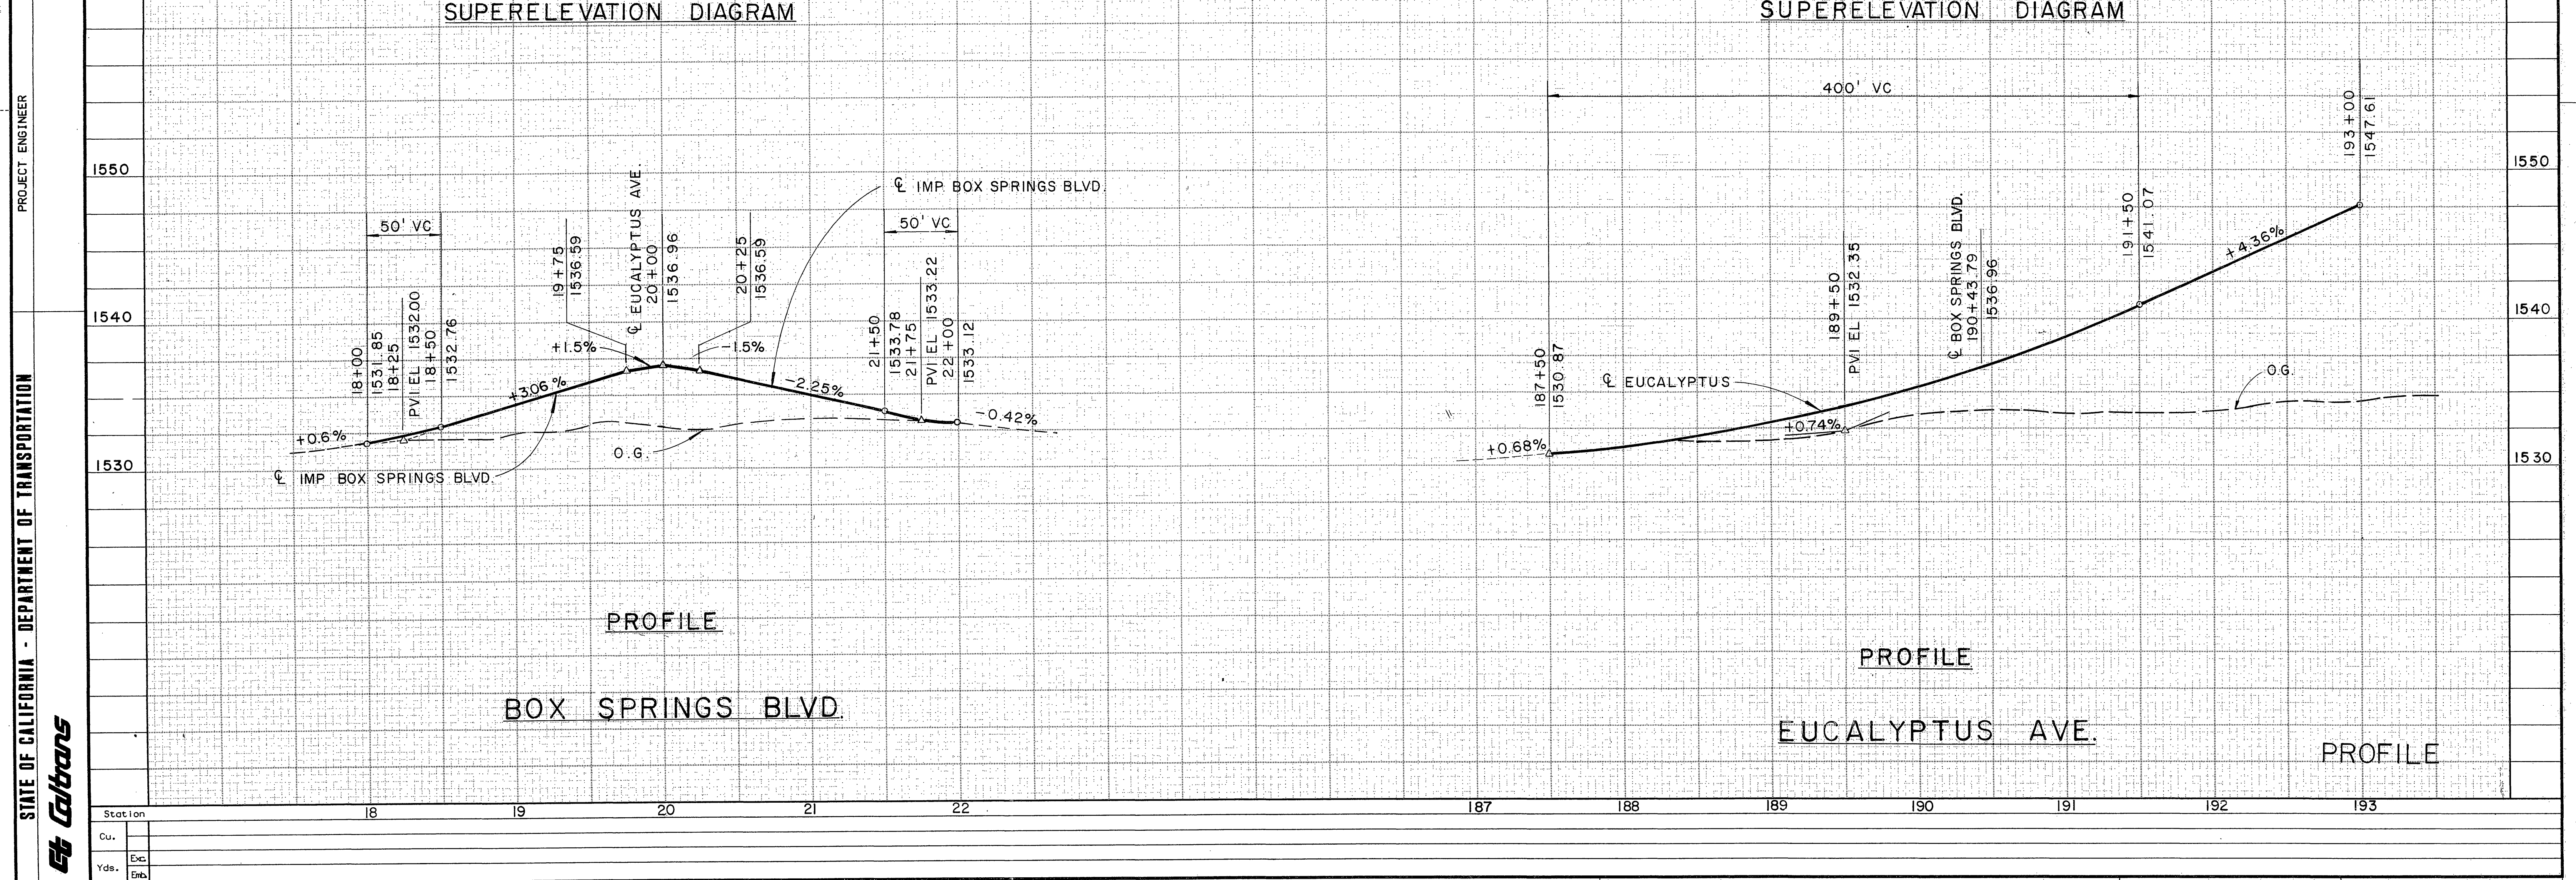 SUPERELEVATION DIAGRAM
SUPERELEVATION DIAGRAM
PROJECT ENGINEER
STATE OF CALIFORNIA - DEPARTMENT OF TRANSPORTATION
Caltrans
1550
1540
1530
50' VC
18+00
1531.85
18+25
PVI EL 1532.00
18+50
1532.76
+0.6%
+3.06%
℄ IMP BOX SPRINGS BLVD.
19+75
1536.59
+1.5%
℄ EUCALYPTUS AVE.
20+00
1536.96
20+25
1536.59
-1.5%
℄ IMP BOX SPRINGS BLVD.
-2.25%
O.G.
50' VC
21+50
1533.78
21+75
PVI EL 1533.22
22+00
1533.12
-0.42%
PROFILE
BOX SPRINGS BLVD.
400' VC
187+50
1530.87
+0.68%
℄ EUCALYPTUS
189+50
PVI EL 1532.35
+0.74%
℄ BOX SPRINGS BLVD.
190+43.79
1536.96
191+50
1541.07
+4.36%
193+00
1547.61
O.G.
1550
1540
1530
PROFILE
EUCALYPTUS AVE.
PROFILE
Station
18 19 20 21 22 187 188 189 190 191 192 193
Cu.
Yds.
Exc.
Emb.